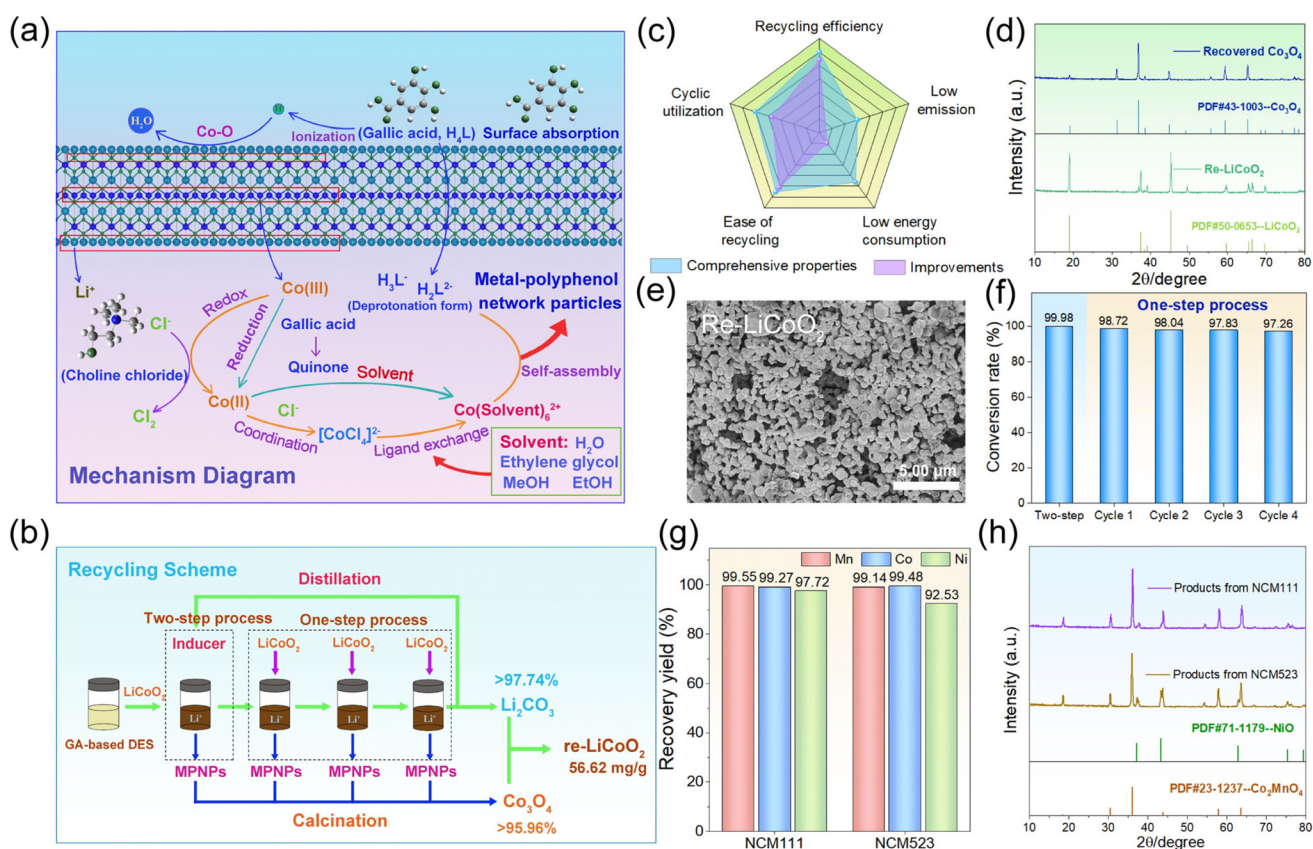 (a)
H₂O
H
Co-O
Ionization
(Gallic acid, H₄L)
Surface absorption
Li⁺
Cl⁻
(Choline chloride)
Cl₂
Redox
Co(III)
Reduction
Gallic acid
Quinone
H₃L⁻
H₂L²⁻
(Deprotonation form)
Metal-polyphenol
network particles
Self-assembly
Solvent
Co(II)
Cl⁻
Coordination
[CoCl₄]²⁻
Ligand exchange
Co(Solvent)₆²⁺
Solvent: H₂O
Ethylene glycol
MeOH EtOH
Mechanism Diagram
(b)
Recycling Scheme
Distillation
Two-step process
One-step process
Inducer
LiCoO₂
LiCoO₂
LiCoO₂
LiCoO₂
Li⁺
Li⁺
Li⁺
Li⁺
GA-based DES
MPNPs
MPNPs
MPNPs
MPNPs
Calcination
>97.74%
Li₂CO₃
re-LiCoO₂
56.62 mg/g
Co₃O₄
>95.96%
(c)
Recycling efficiency
Cyclic
utilization
Low
emission
Ease of
recycling
Low energy
consumption
Comprehensive properties
Improvements
(d)
Intensity (a.u.)
Recovered Co₃O₄
PDF#43-1003--Co₃O₄
Re-LiCoO₂
PDF#50-0653--LiCoO₂
10 20 30 40 50 60 70 80
2θ/degree
(e)
Re-LiCoO₂
5.00 μm
(f)
Conversion rate (%)
One-step process
100
80
60
40
20
0
99.98
98.72
98.04
97.83
97.26
Two-step Cycle 1 Cycle 2 Cycle 3 Cycle 4
(g)
Recovery yield (%)
Mn Co Ni
100
80
60
40
20
0
99.55 99.27 97.72
99.14 99.48 92.53
NCM111 NCM523
(h)
Intensity (a.u.)
Products from NCM111
Products from NCM523
PDF#71-1179--NiO
PDF#23-1237--Co₂MnO₄
10 20 30 40 50 60 70 80
2θ/degree